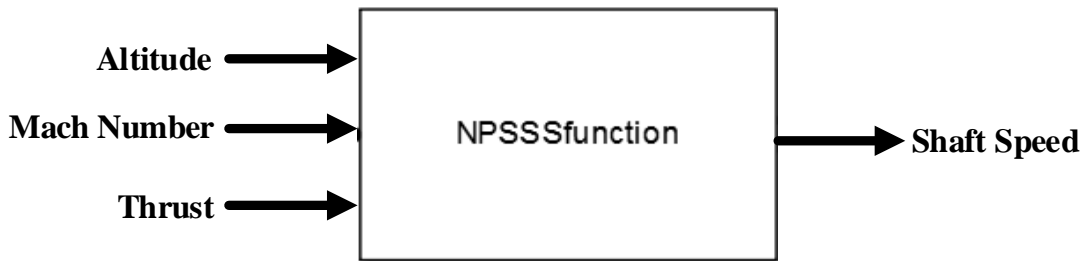 Altitude
Mach Number
Thrust
NPSSSfunction
Shaft Speed